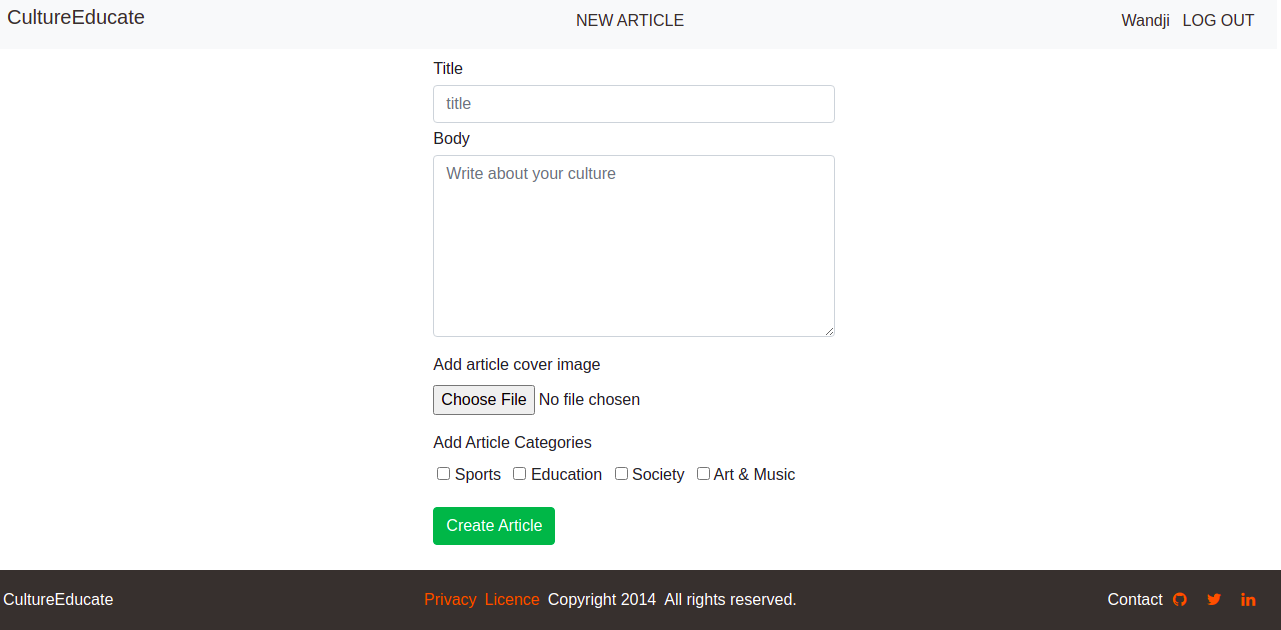 CultureEducate NEW ARTICLE Wandji LOG OUT
Title
title
Body
Write about your culture
Add article cover image
Choose File No file chosen
Add Article Categories
Sports Education Society Art & Music
Create Article
CultureEducate Privacy Licence Copyright 2014 All rights reserved. Contact